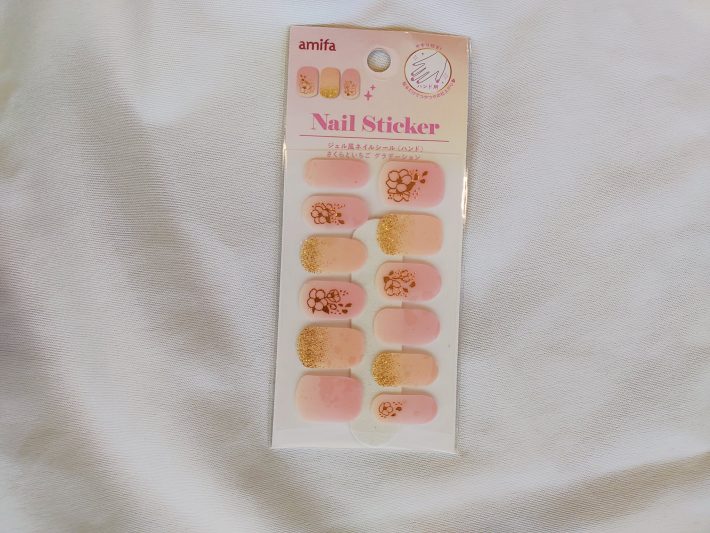 amifa
ハンド用
Nail Sticker
ジェル風ネイルシール(ハンド)
さくらといちご グラデーション